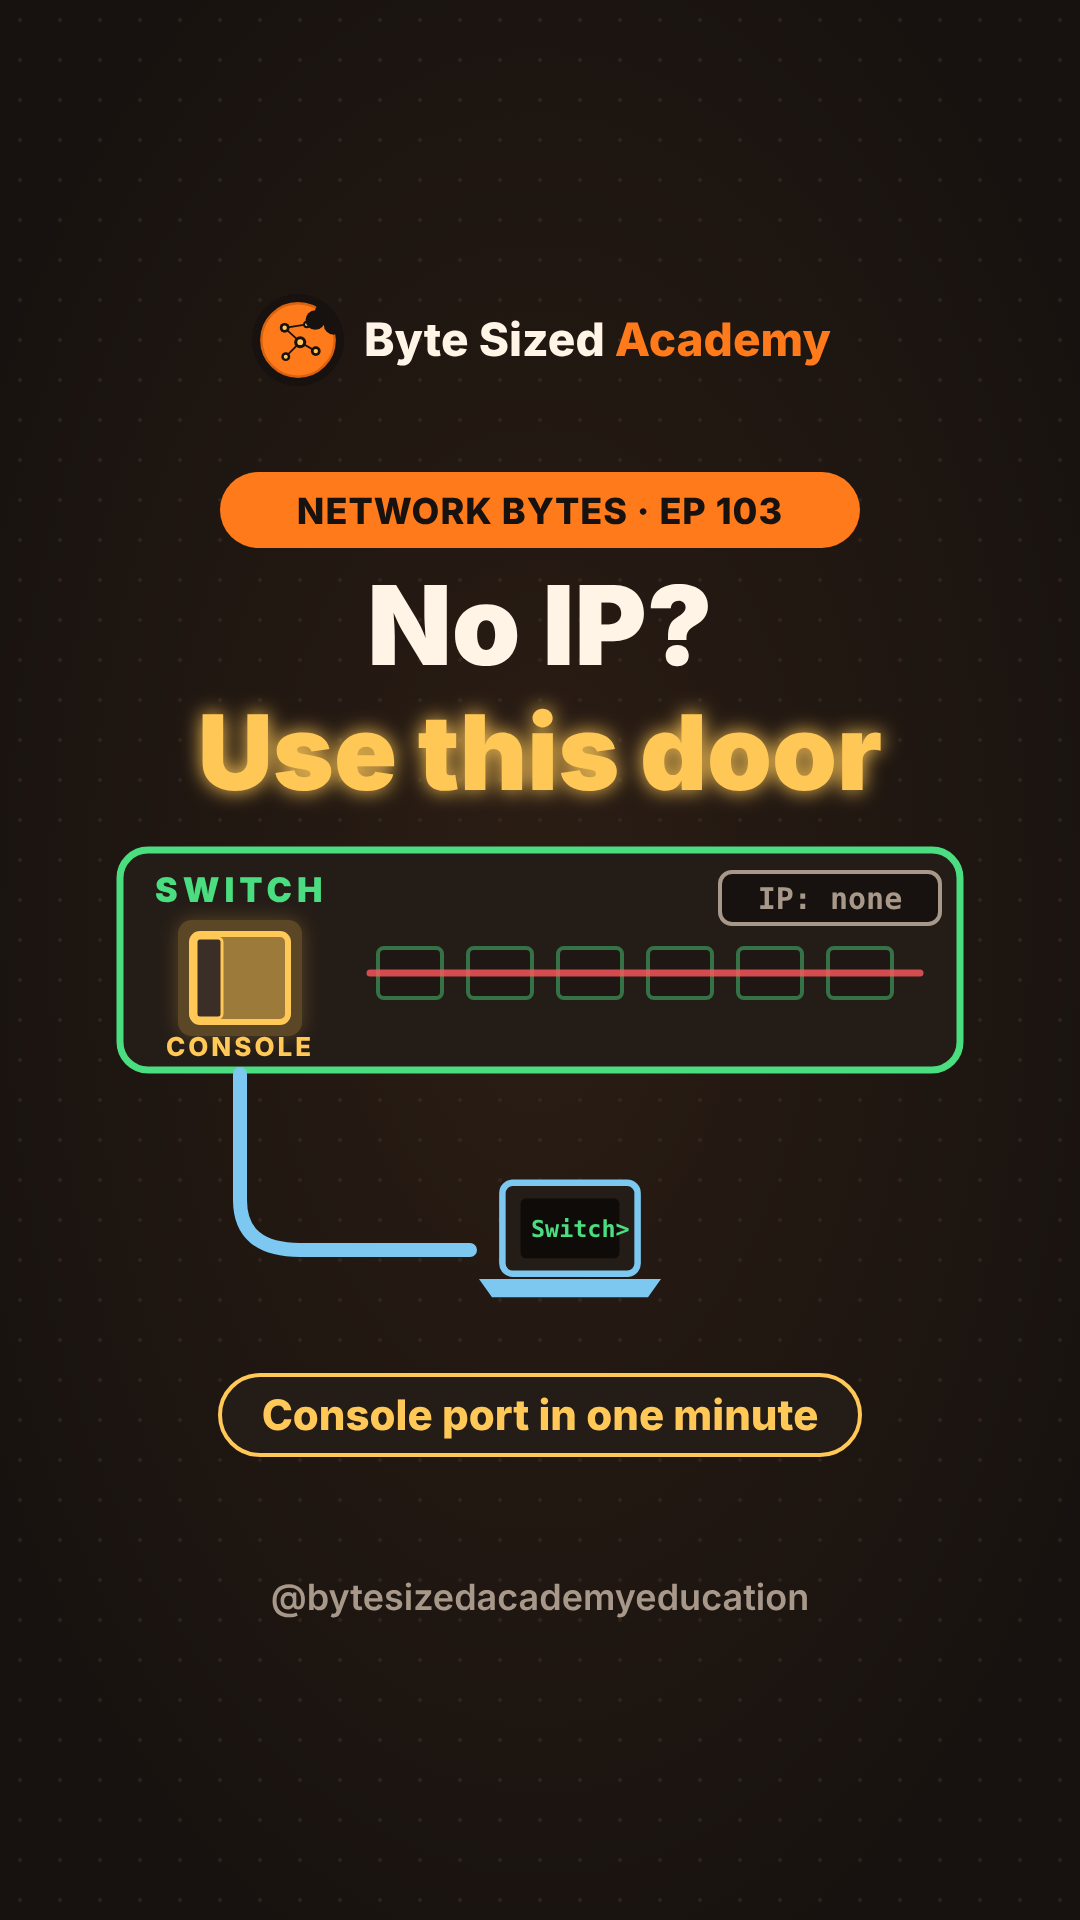 Byte Sized Academy
NETWORK BYTES · EP 103
No IP?
Use this door
SWITCH
IP: none
CONSOLE
Switch>
Console port in one minute
@bytesizedacademyeducation